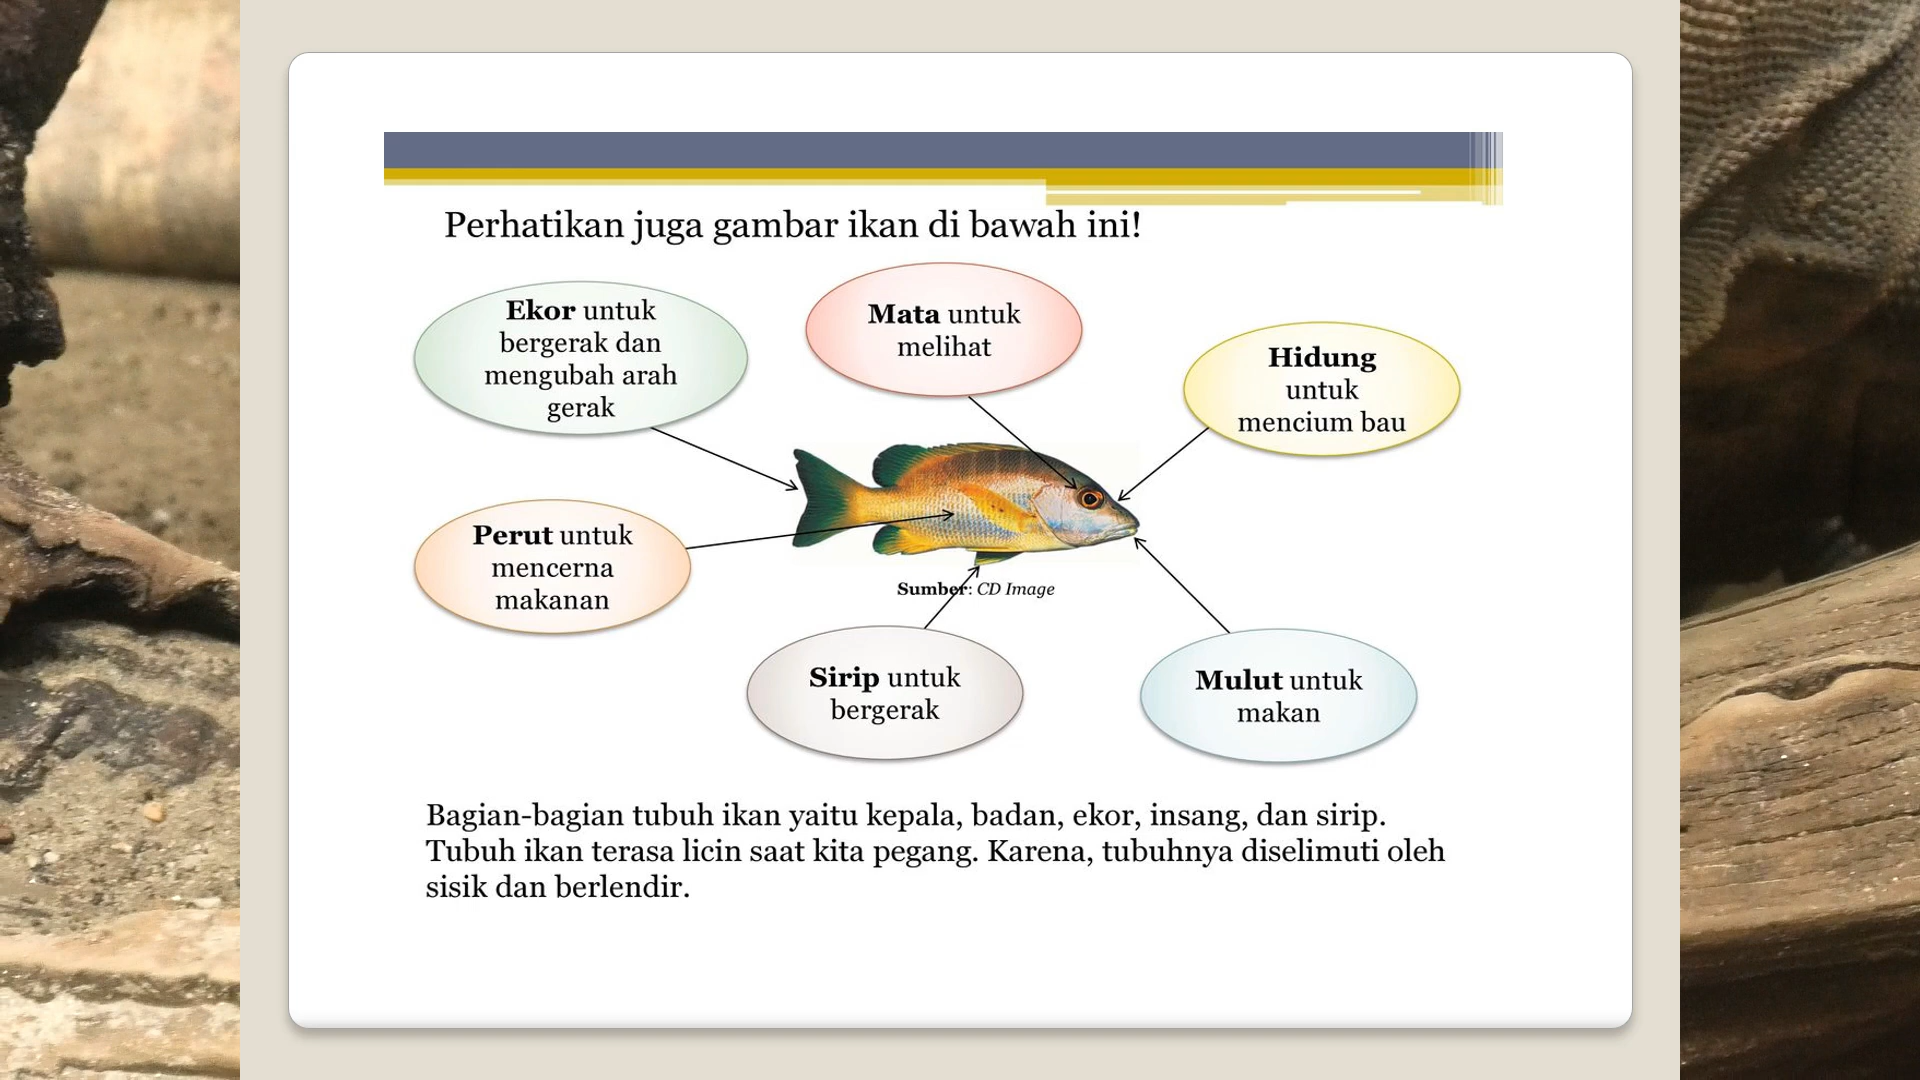 Perhatikan juga gambar ikan di bawah ini!
Ekor untuk
bergerak dan
mengubah arah
gerak
Mata untuk
melihat
Hidung
untuk
mencium bau
Perut untuk
mencerna
makanan
Sumber: CD Image
Sirip untuk
bergerak
Mulut untuk
makan
Bagian-bagian tubuh ikan yaitu kepala, badan, ekor, insang, dan sirip.
Tubuh ikan terasa licin saat kita pegang. Karena, tubuhnya diselimuti oleh
sisik dan berlendir.